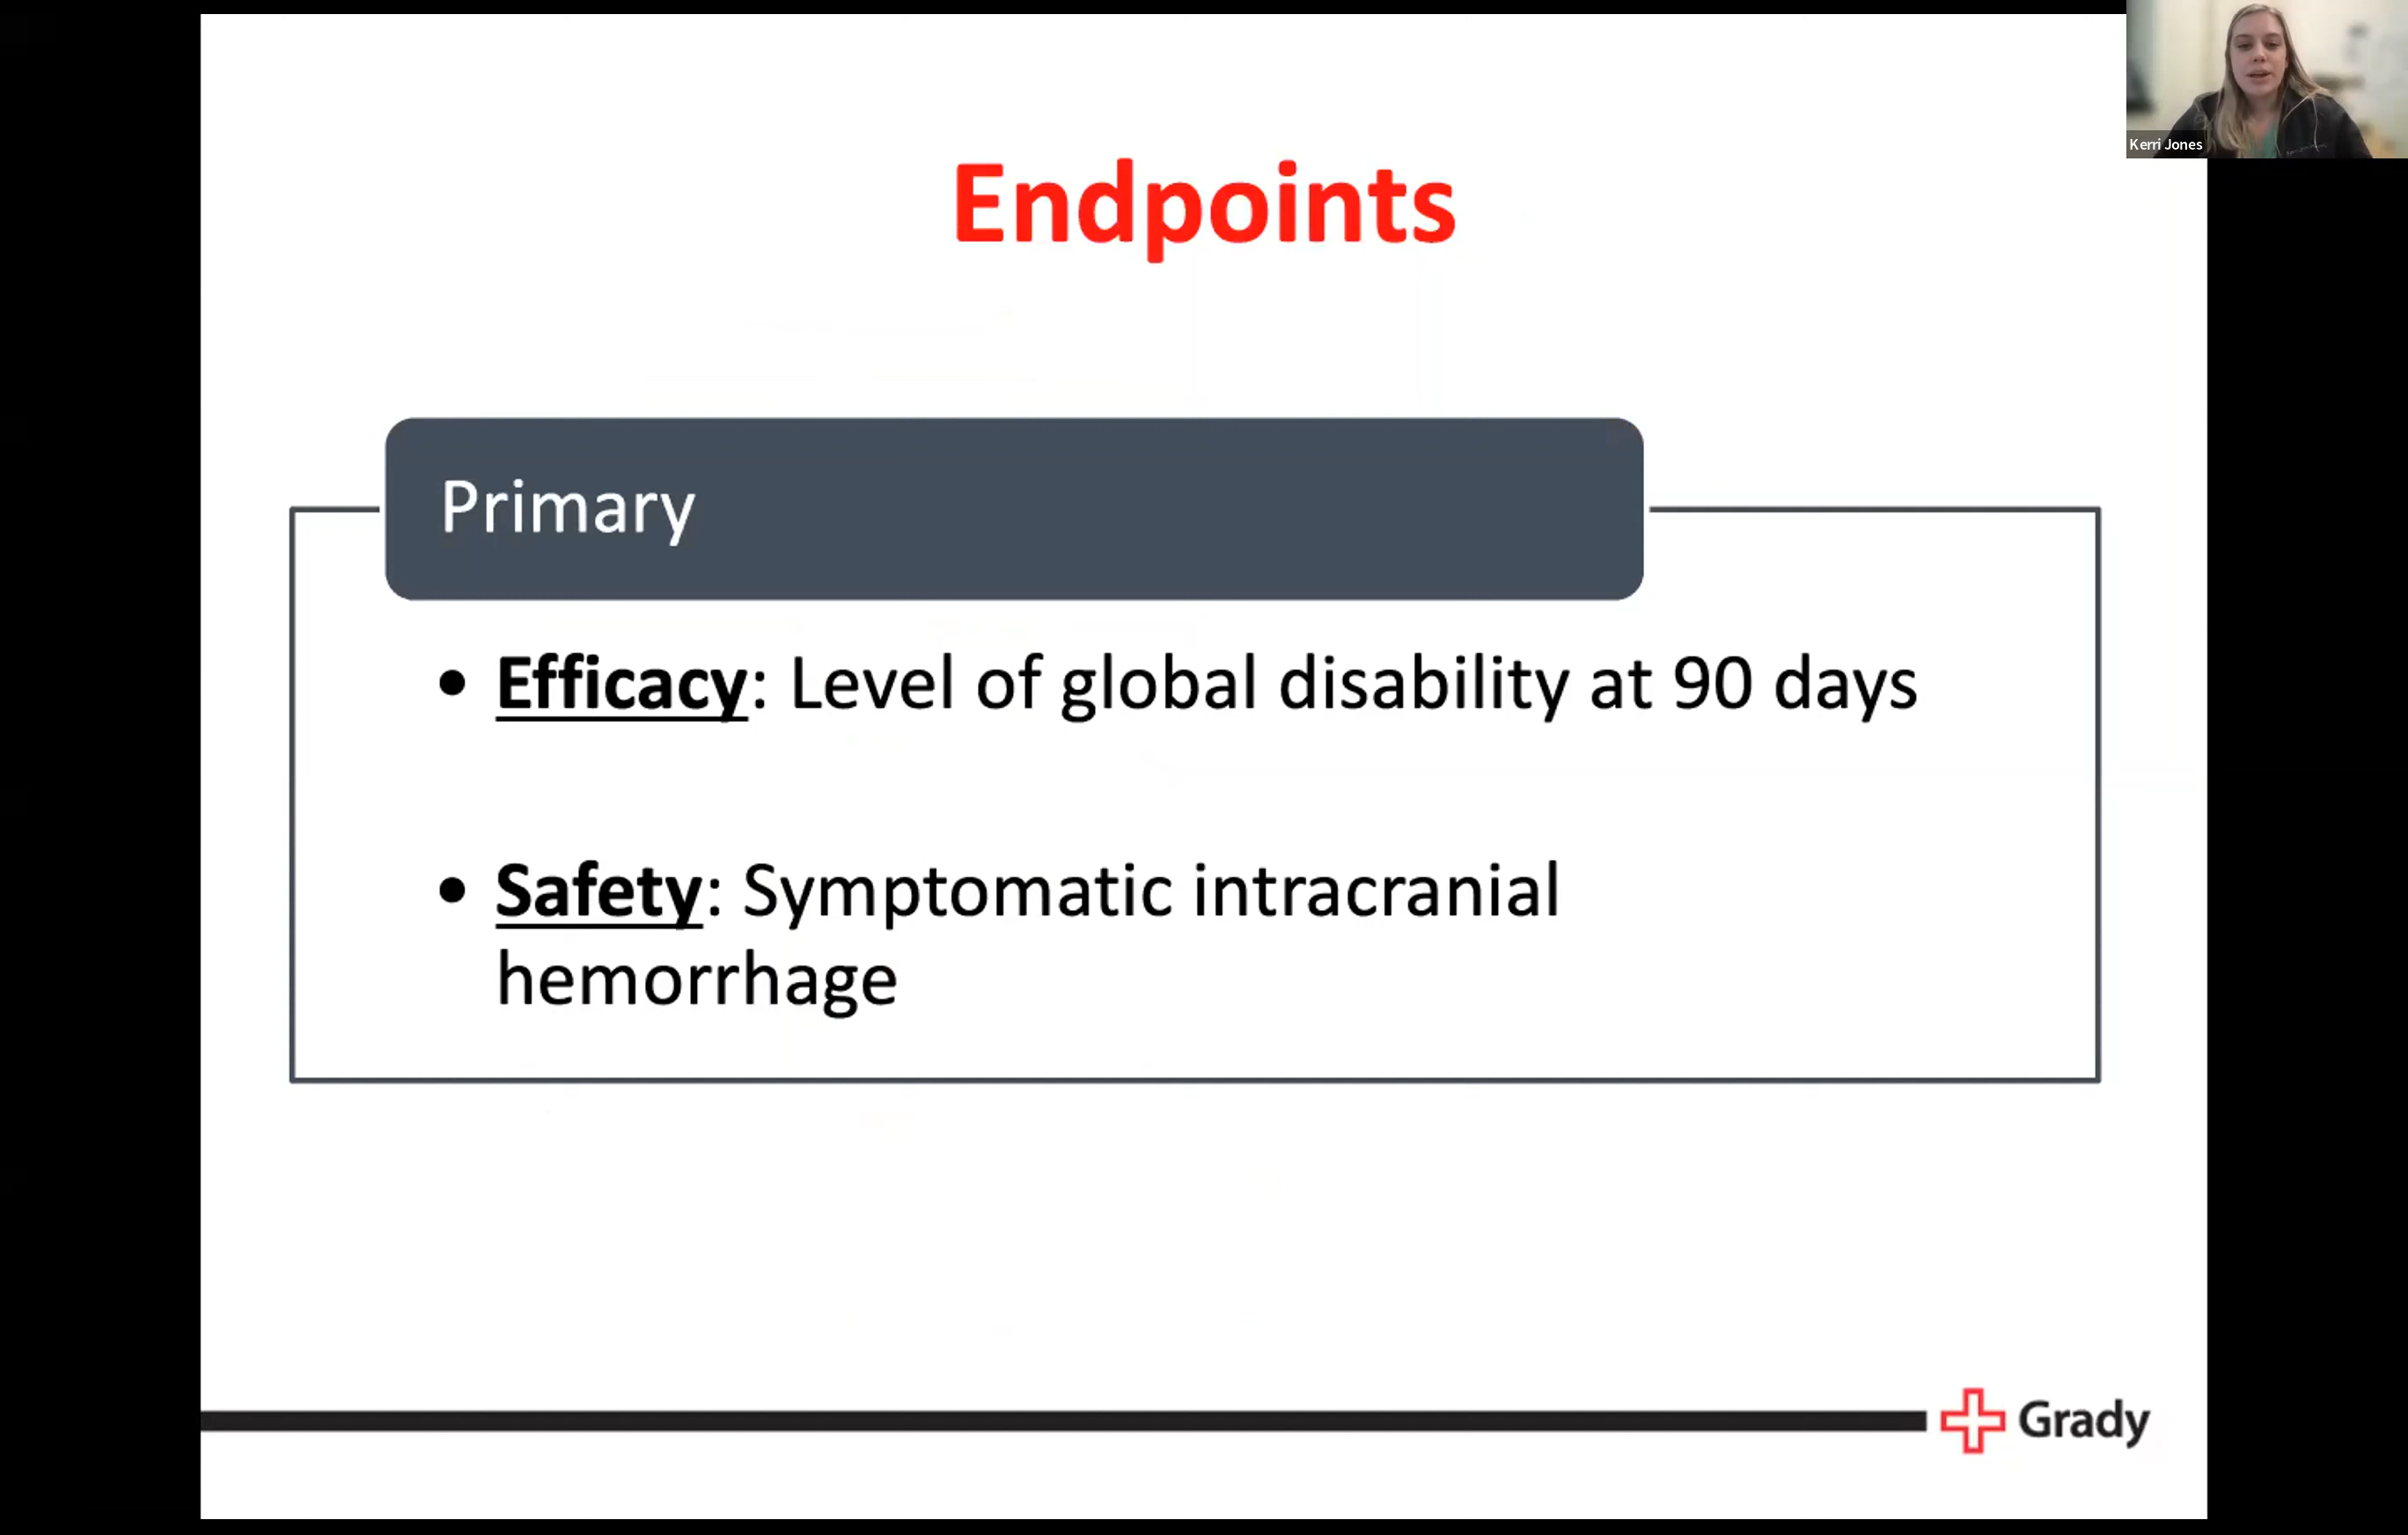 Endpoints
Kerri Jones
Primary
• Efficacy: Level of global disability at 90 days
• Safety: Symptomatic intracranial
hemorrhage
Grady